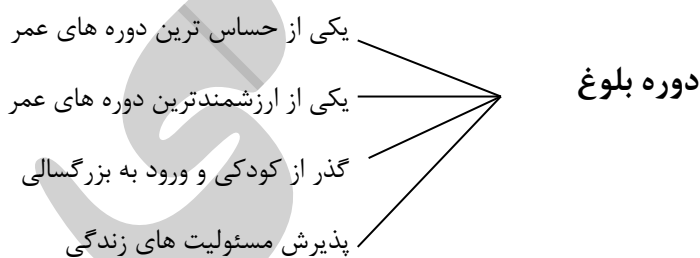 دوره بلوغ
یکی از حساس ترین دوره های عمر
یکی از ارزشمندترین دوره های عمر
گذر از کودکی و ورود به بزرگسالی
پذیرش مسئولیت های زندگی